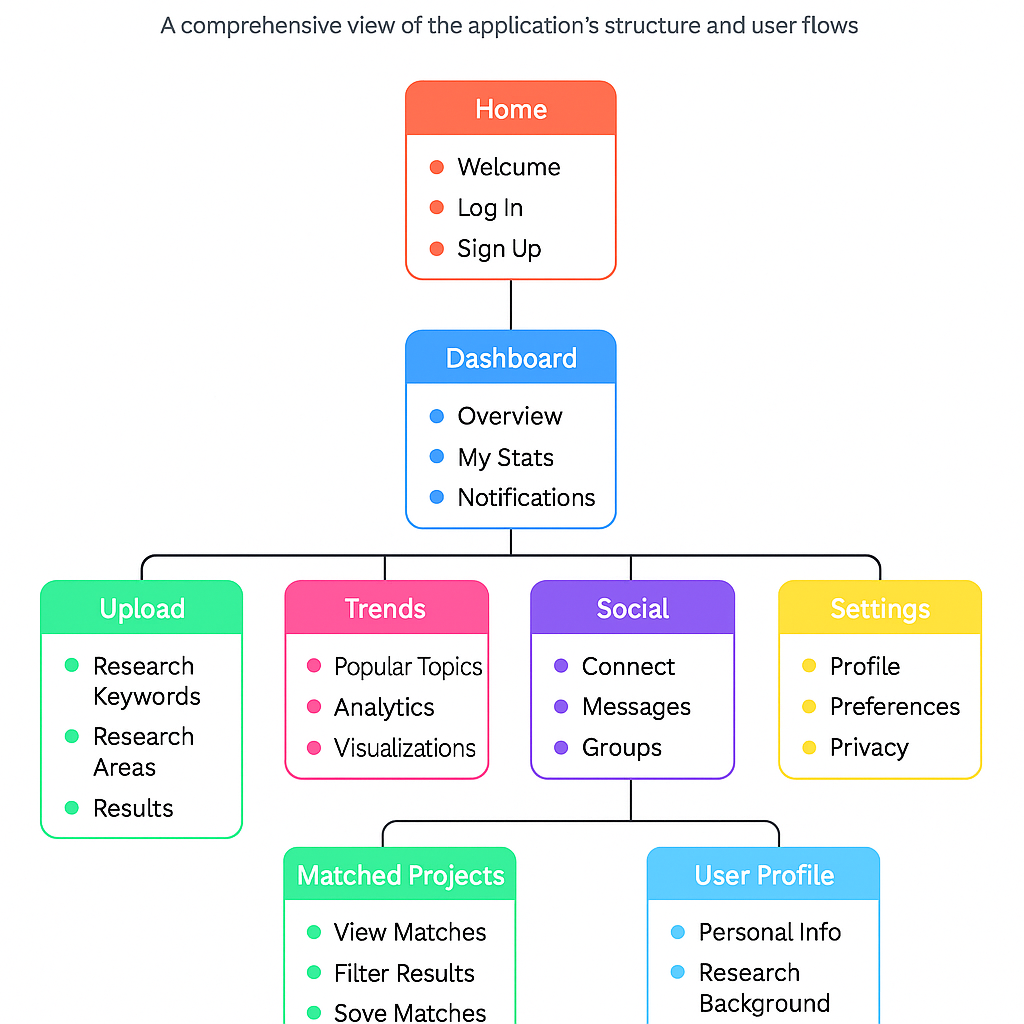 A comprehensive view of the application’s structure and user flows
Home
Welcome
Log In
Sign Up
Dashboard
Overview
My Stats
Notifications
Upload
Research
Keywords
Research
Areas
Results
Trends
Popular Topics
Analytics
Visualizations
Social
Connect
Messages
Groups
Settings
Profile
Preferences
Privacy
Matched Projects
View Matches
Filter Results
Sove Matches
User Profile
Personal Info
Research
Background